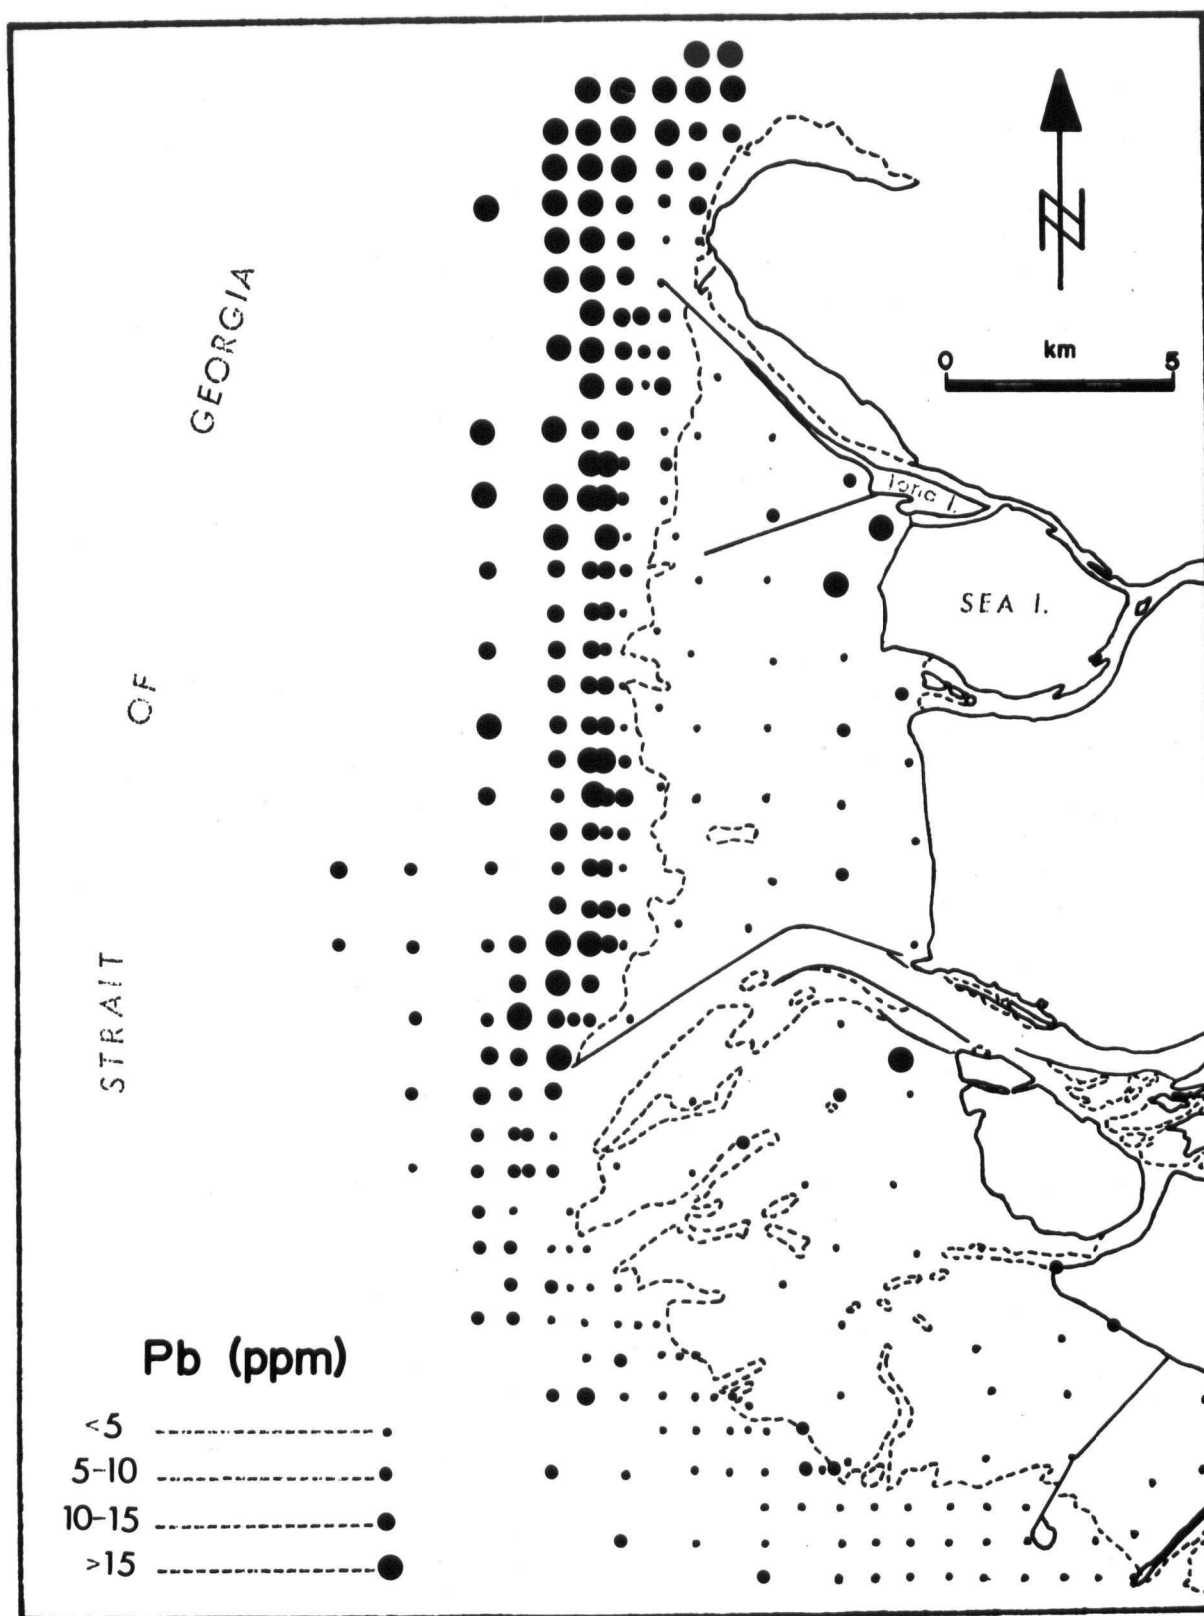 N
km
0 5
GEORGIA
Iona I.
SEA I.
OF
STRAIT
Pb (ppm)
<5
5-10
10-15
>15